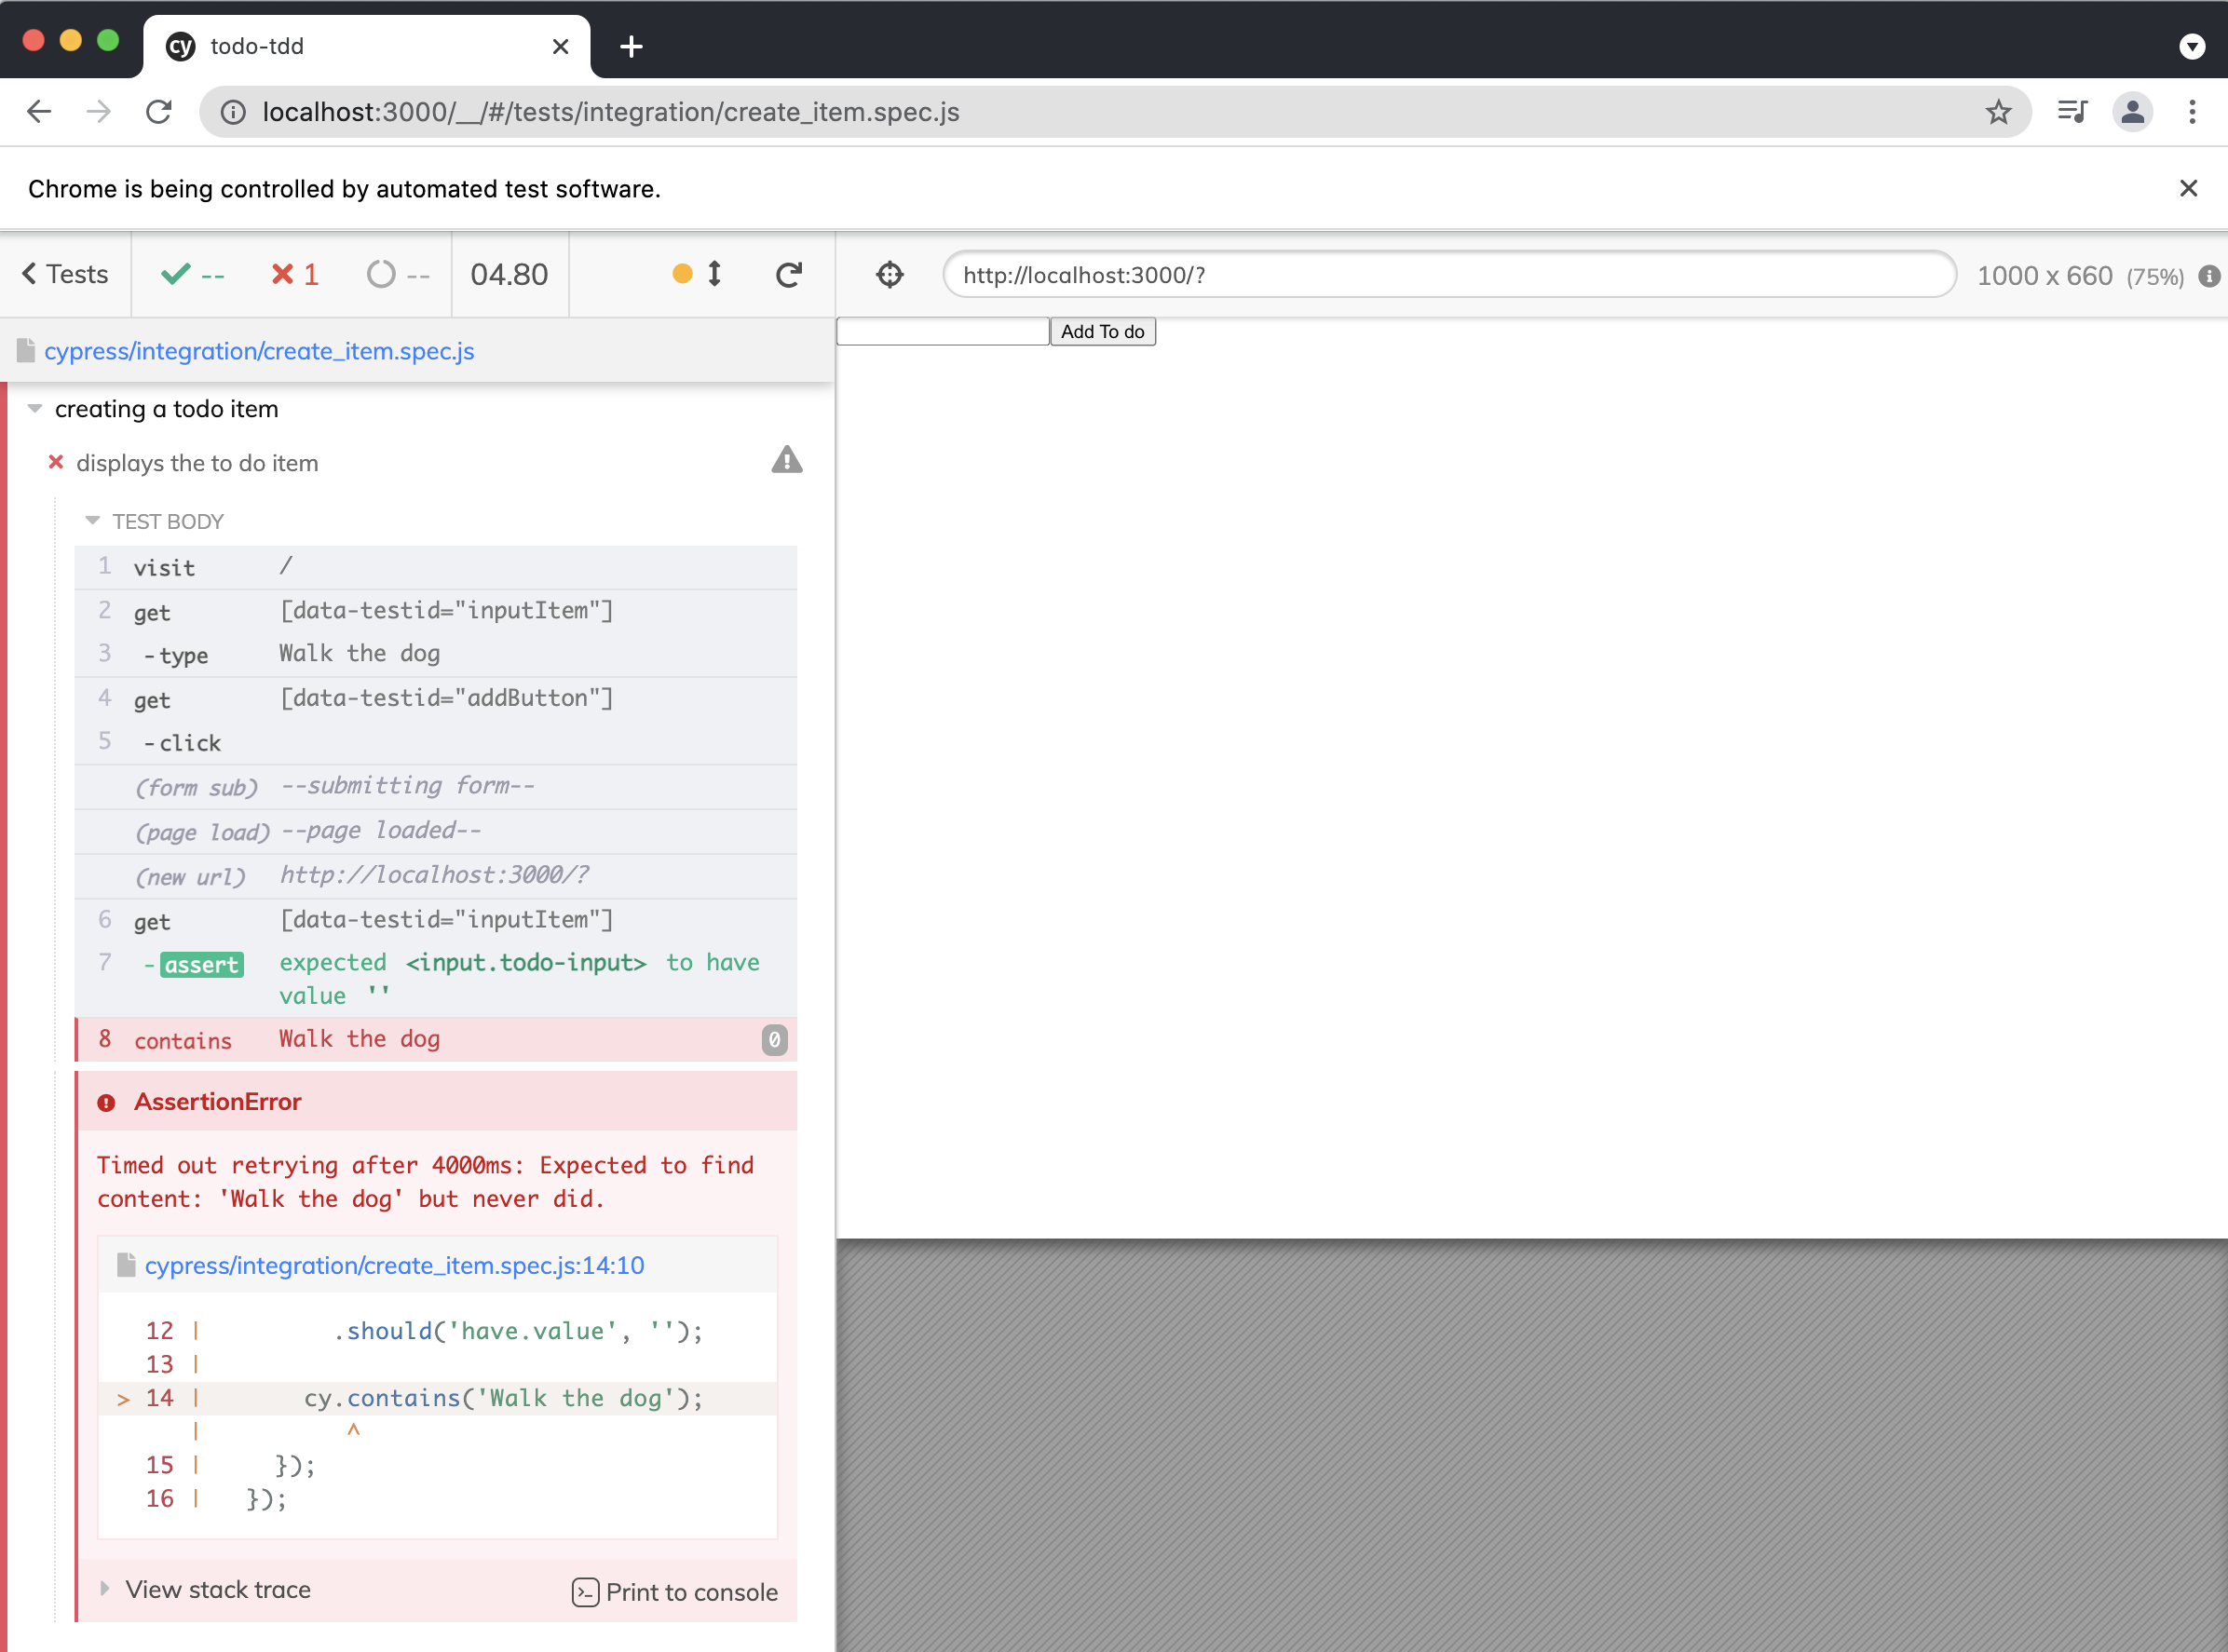 cy todo-tdd
localhost:3000/__/#/tests/integration/create_item.spec.js
Chrome is being controlled by automated test software.
Tests -- 1 -- 04.80
http://localhost:3000/? 1000 x 660 (75%)
cypress/integration/create_item.spec.js
Add To do
creating a todo item
displays the to do item
TEST BODY
1 visit /
2 get [data-testid="inputItem"]
3 -type Walk the dog
4 get [data-testid="addButton"]
5 -click
(form sub) --submitting form--
(page load) --page loaded--
(new url) http://localhost:3000/?
6 get [data-testid="inputItem"]
7 -assert expected <input.todo-input> to have
value ''
8 contains Walk the dog 0
AssertionError
Timed out retrying after 4000ms: Expected to find
content: 'Walk the dog' but never did.
cypress/integration/create_item.spec.js:14:10
12 | .should('have.value', '');
13 |
> 14 | cy.contains('Walk the dog');
| ^
15 | });
16 | });
View stack trace Print to console